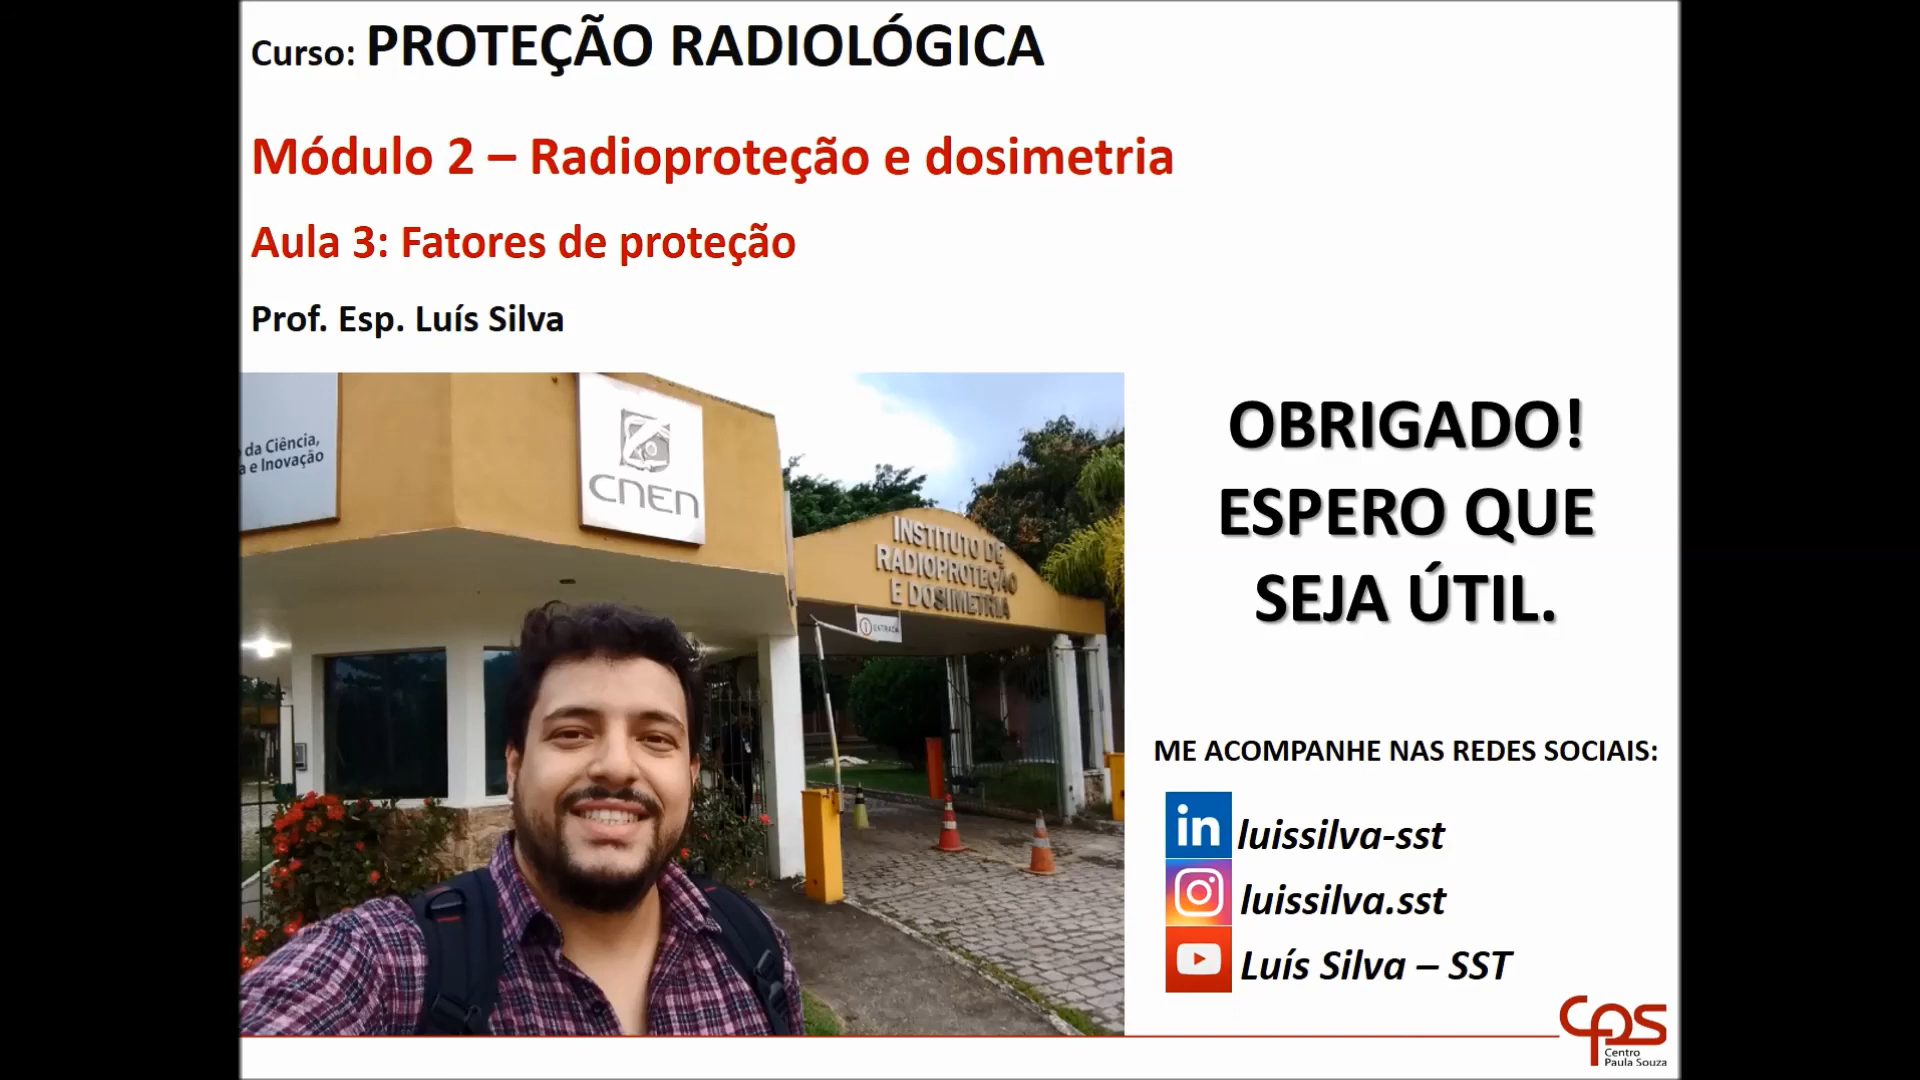 Curso: PROTEÇÃO RADIOLÓGICA
Módulo 2 – Radioproteção e dosimetria
Aula 3: Fatores de proteção
Prof. Esp. Luís Silva
da Ciência,
a e Inovação
CNEN
INSTITUTO DE
RADIOPROTEÇÃO
E DOSIMETRIA
ENTRADA
OBRIGADO!
ESPERO QUE
SEJA ÚTIL.
ME ACOMPANHE NAS REDES SOCIAIS:
in luissilva-sst
luissilva.sst
Luís Silva – SST
CPS
Centro
Paula Souza